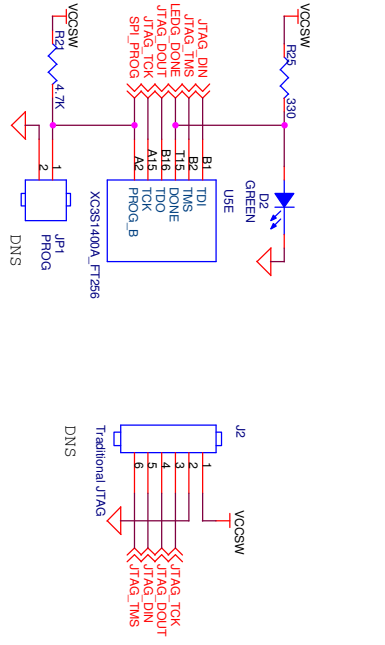 VCCSW
R25
330
D2
GREEN
JTAG_DIN
JTAG_TMS
LEDG_DONE
JTAG_DOUT
JTAG_TCK
SPI_PROG
B1
B2
T15
B16
A15
A2
U5E
TDI
TMS
DONE
TDO
TCK
PROG_B
XC3S1400A_FT256
VCCSW
R21
4.7K
1
2
JP1
PROG
DNS
J2
1
2
3
4
5
6
Traditional JTAG
DNS
VCCSW
JTAG_TCK
JTAG_DOUT
JTAG_DIN
JTAG_TMS